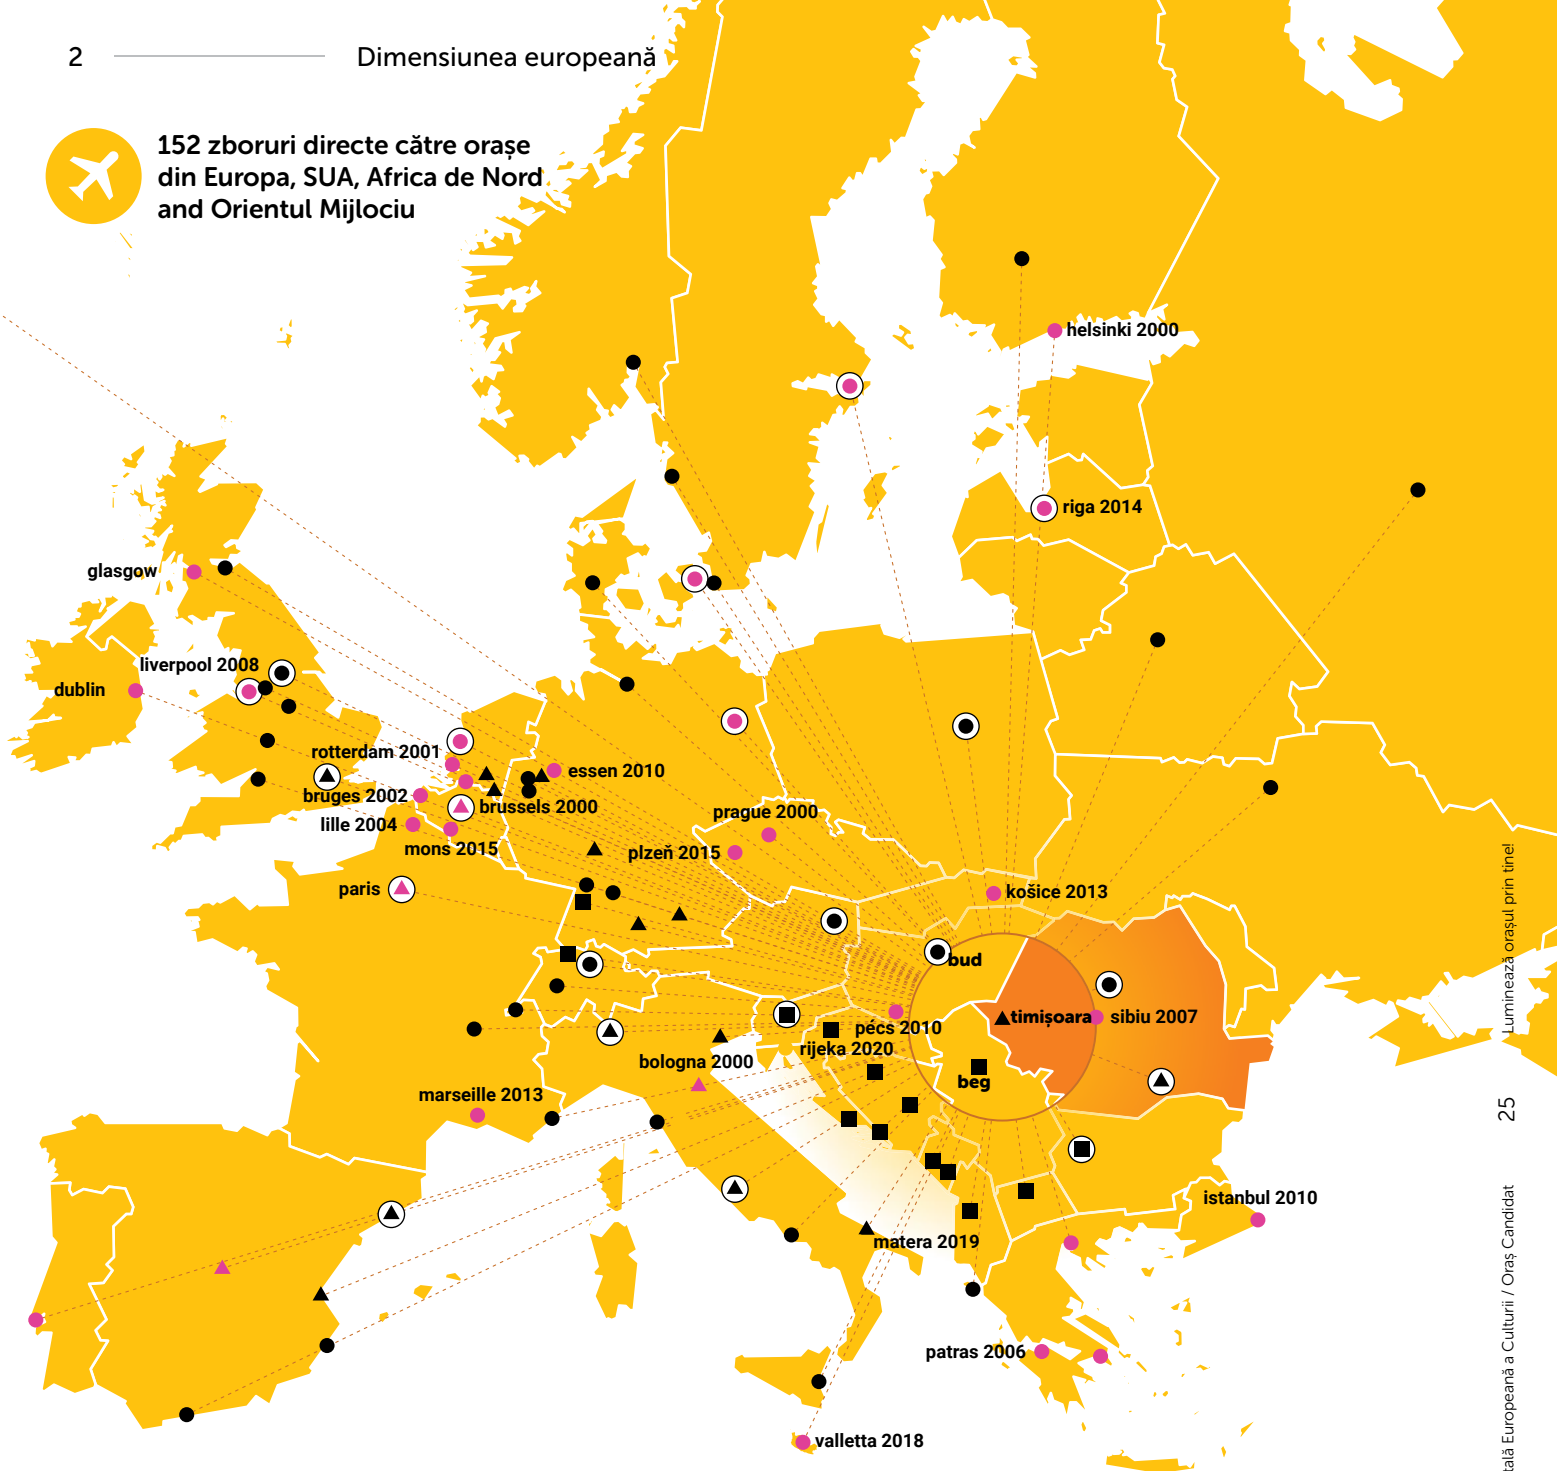 2 Dimensiunea europeană
152 zboruri directe către orașe
din Europa, SUA, Africa de Nord
and Orientul Mijlociu
helsinki 2000
riga 2014
glasgow
liverpool 2008
dublin
rotterdam 2001
essen 2010
bruges 2002
brussels 2000
lille 2004
prague 2000
mons 2015
plzeň 2015
paris
košice 2013
bud
timișoara
sibiu 2007
pécs 2010
rijeka 2020
bologna 2000
beg
marseille 2013
istanbul 2010
matera 2019
patras 2006
valletta 2018
Luminează orașul prin tine!
25
tală Europeană a Culturii / Oraș Candidat